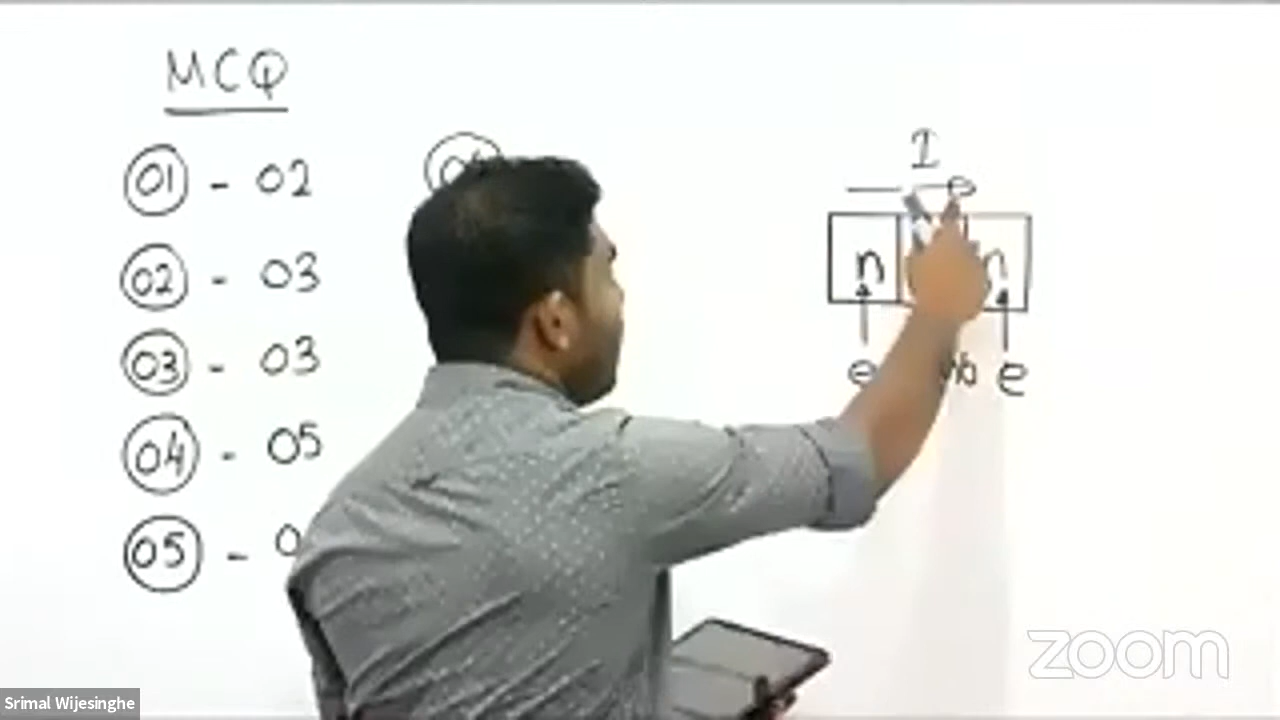 MCQ
01 - 02
02 - 03
03 - 03
04 - 05
05 -
I
e
n n
e e
zoom
Srimal Wijesinghe